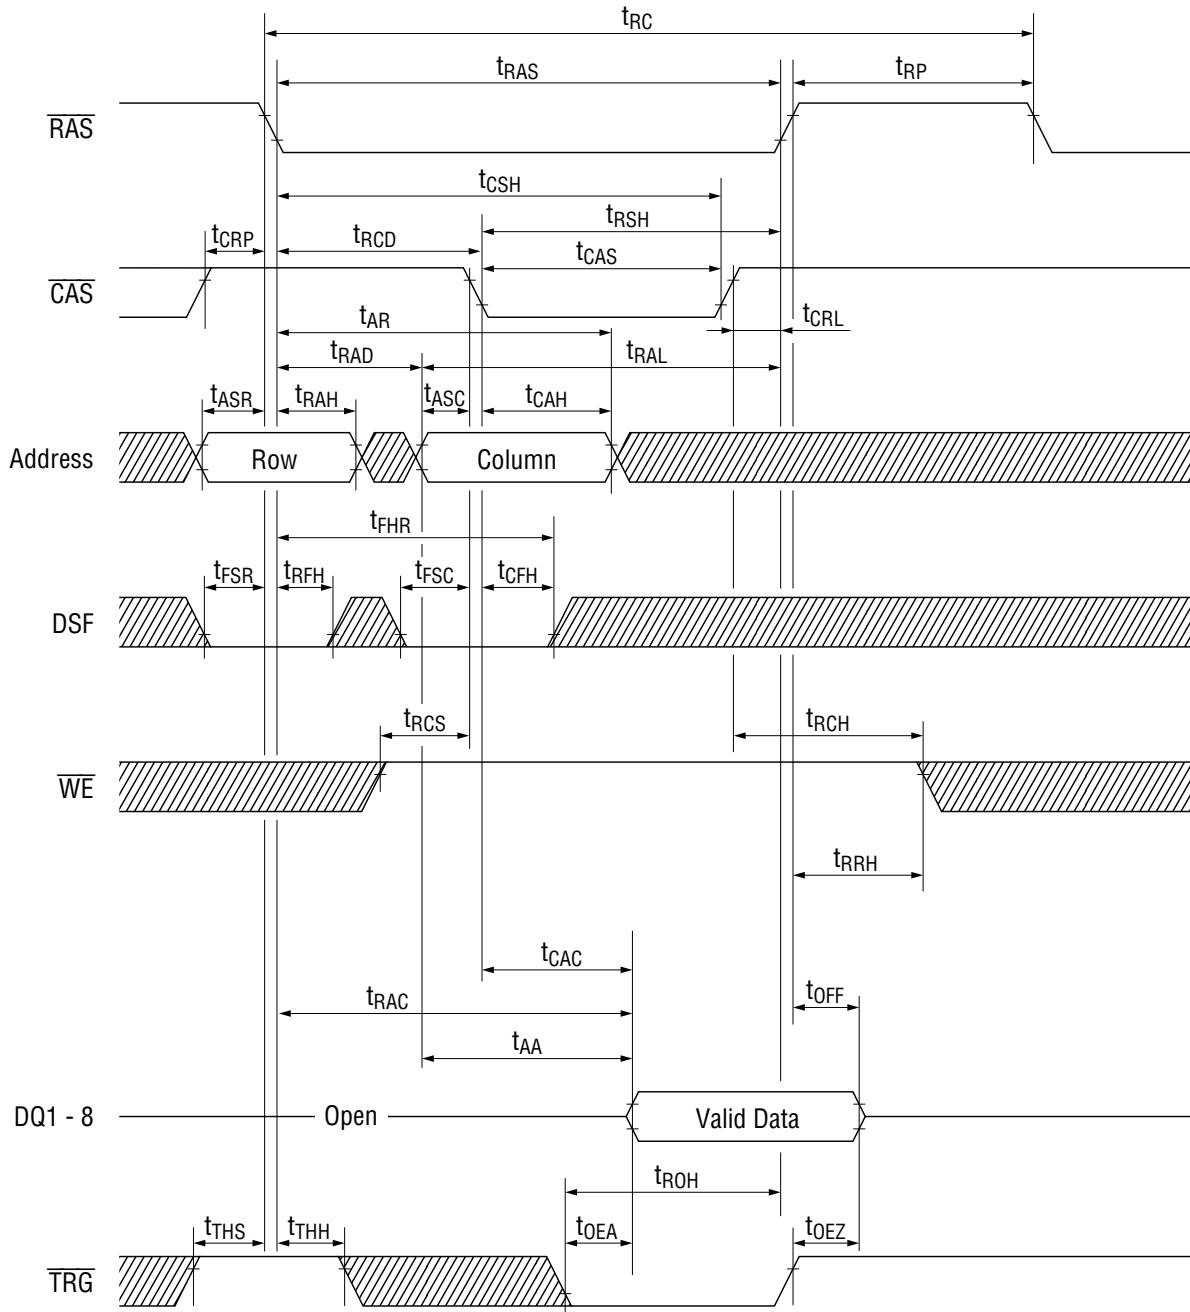 tRC
tRAS
tRP
RAS
tCSH
tRSH
tCRP
tRCD
tCAS
CAS
tAR
tCRL
tRAD
tRAL
tASR
tRAH
tASC
tCAH
Address
Row
Column
tFHR
tFSR
tRFH
tFSC
tCFH
DSF
tRCS
tRCH
WE
tRRH
tCAC
tOFF
tRAC
tAA
DQ1 - 8
Open
Valid Data
tROH
tTHS
tTHH
tOEA
tOEZ
TRG